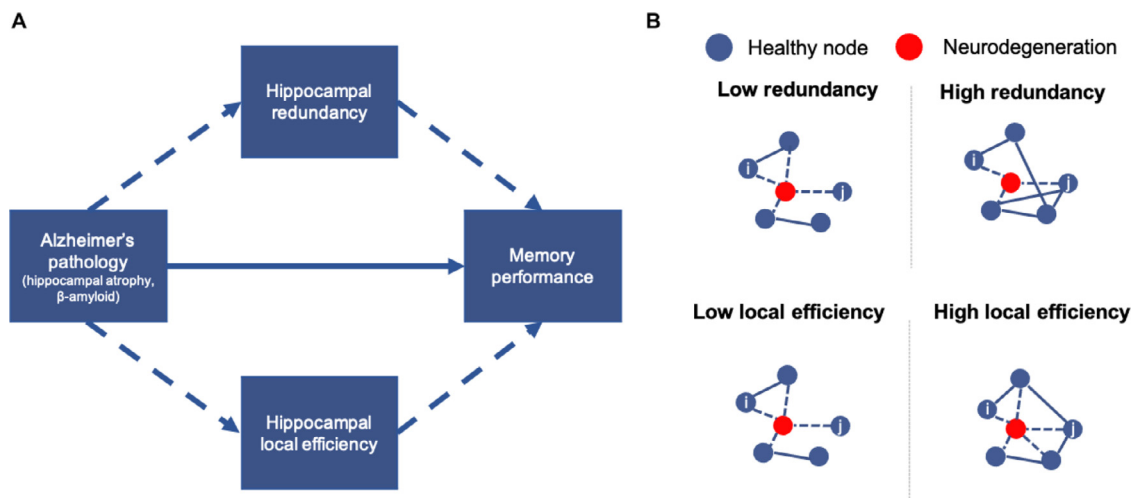 A
Hippocampal
redundancy
Alzheimer's
pathology
(hippocampal atrophy,
β-amyloid)
Memory
performance
Hippocampal
local efficiency
B
Healthy node
Neurodegeneration
Low redundancy
High redundancy
i
j
i
j
Low local efficiency
High local efficiency
i
j
i
j